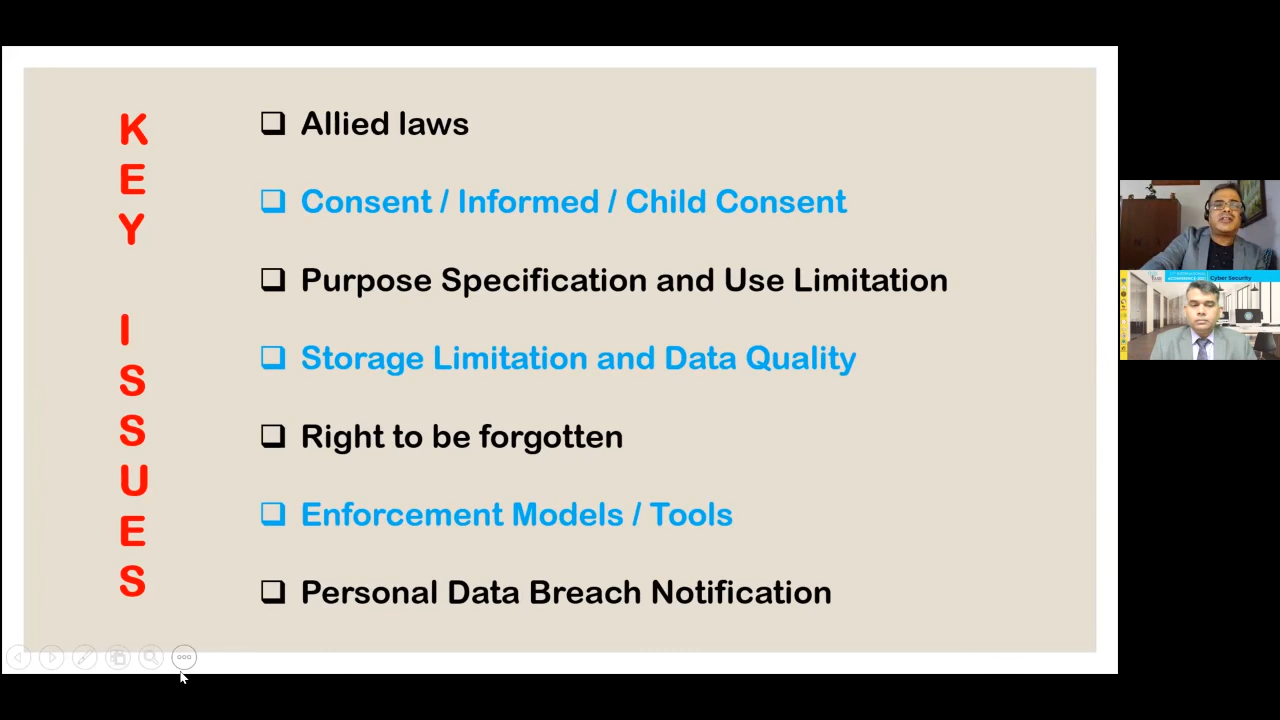 KEY ISSUES
❑ Allied laws
❑ Consent / Informed / Child Consent
❑ Purpose Specification and Use Limitation
❑ Storage Limitation and Data Quality
❑ Right to be forgotten
❑ Enforcement Models / Tools
❑ Personal Data Breach Notification
Cyber Security